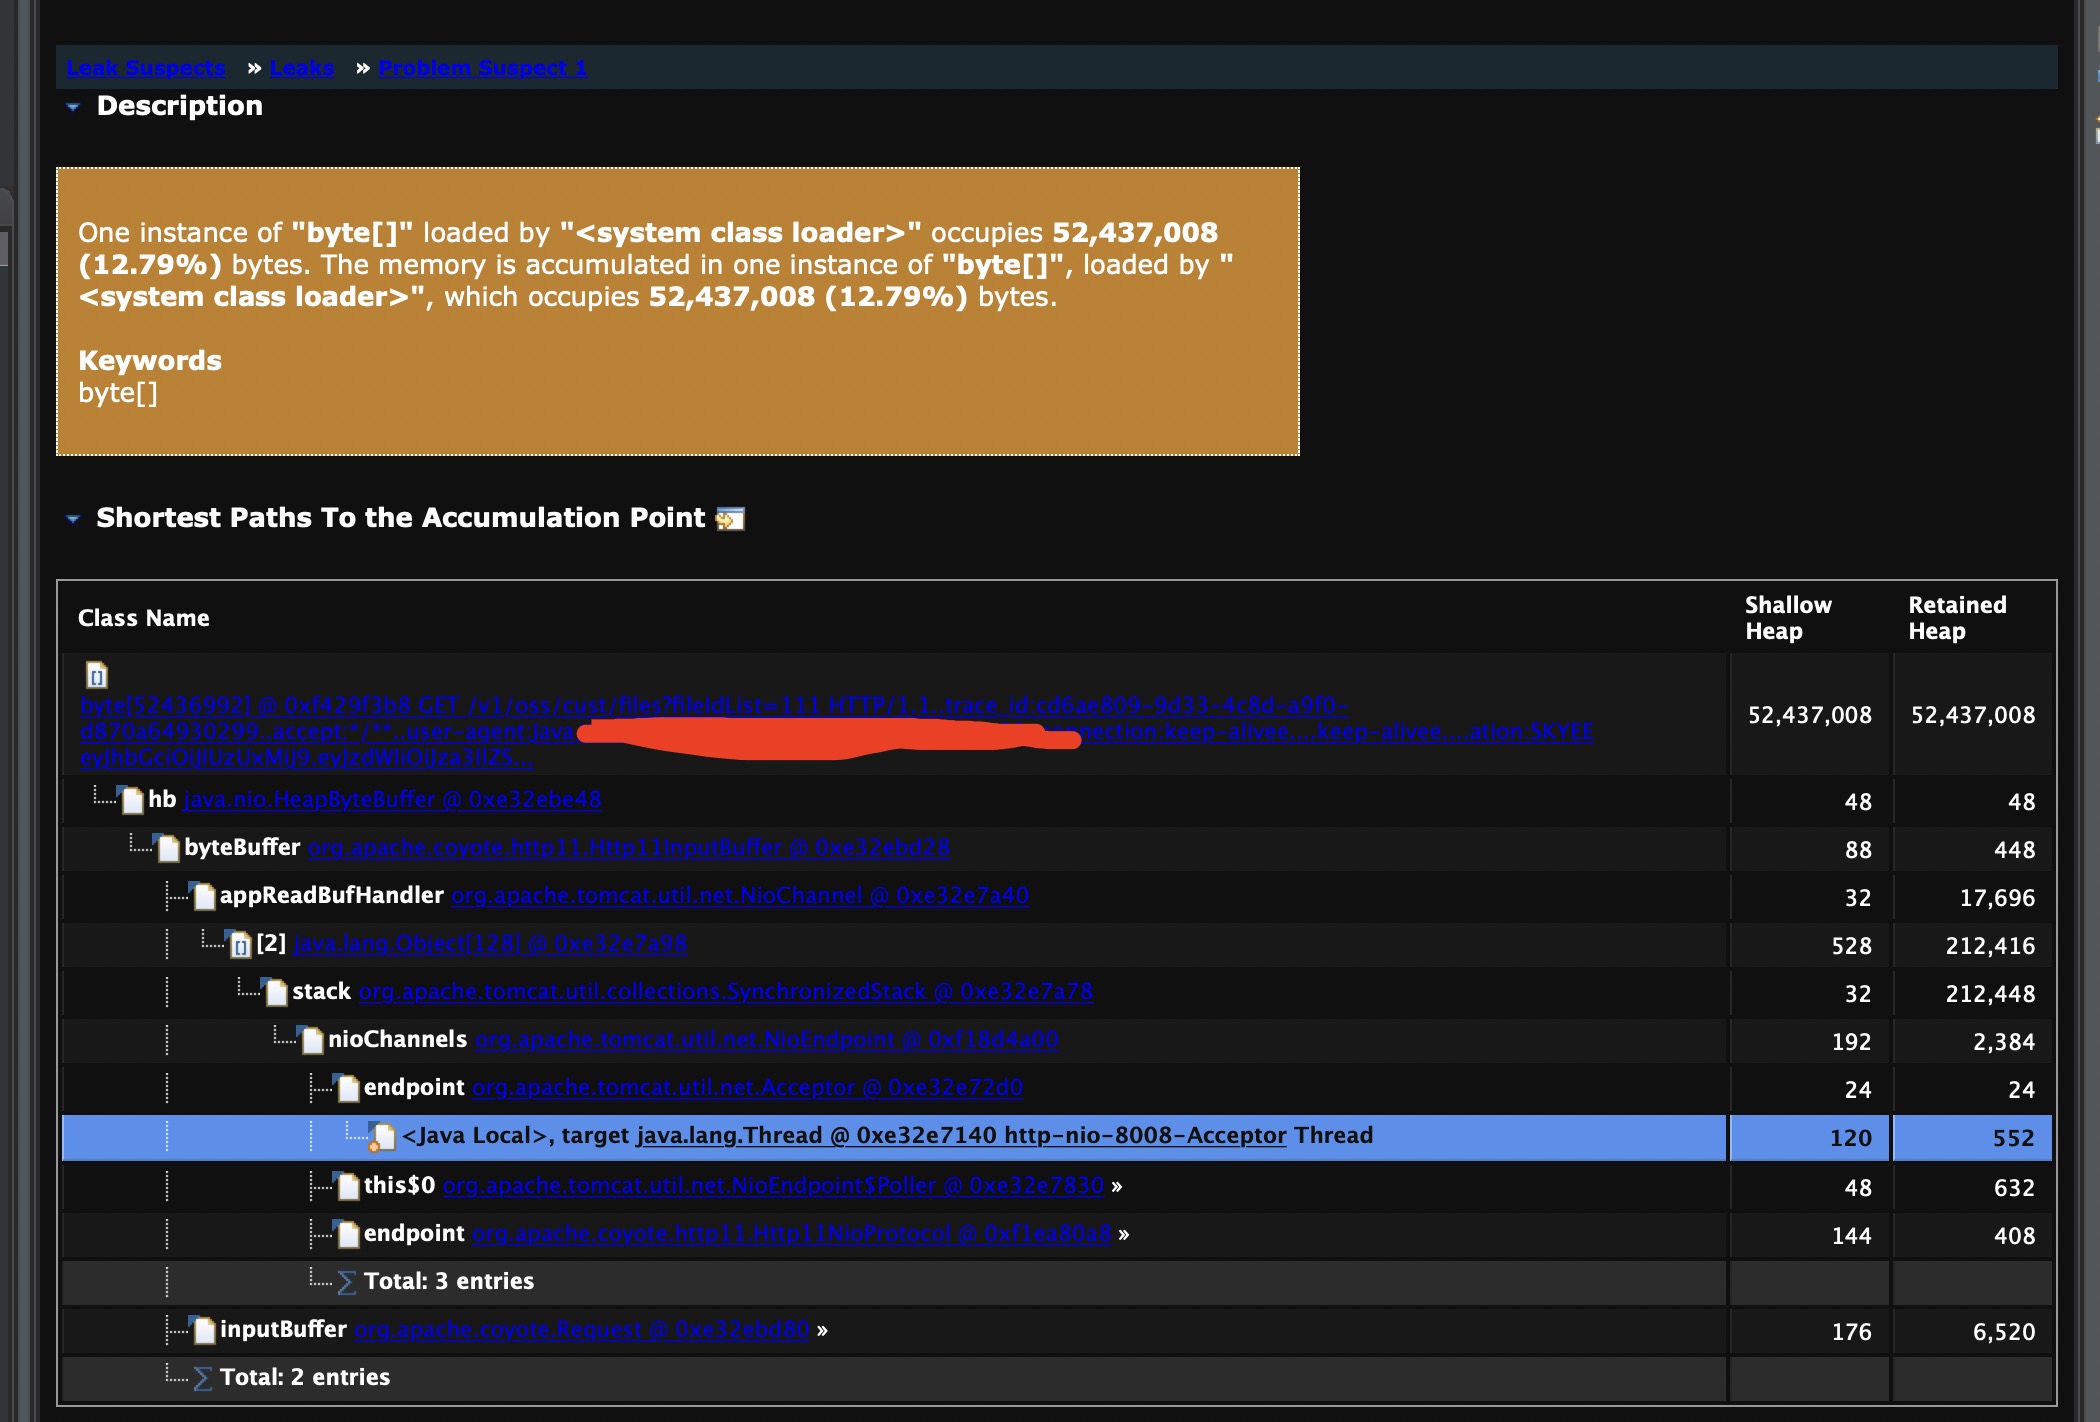 Leak Suspects » Leaks » Problem Suspect 1
Description
One instance of "byte[]" loaded by "<system class loader>" occupies 52,437,008
(12.79%) bytes. The memory is accumulated in one instance of "byte[]", loaded by "
<system class loader>", which occupies 52,437,008 (12.79%) bytes.
Keywords
byte[]
Shortest Paths To the Accumulation Point
Class Name Shallow Heap Retained Heap
byte[52436992] @ 0xf429f3b8 GET /v1/oss/cust/files?fileIdList=111 HTTP/1.1..trace_id:cd6ae809-9d33-4c8d-a9f0-
d870a64930299..accept:*/**..user-agent:Java nection:keep-alivee....keep-alivee....ation:SKYEE 52,437,008 52,437,008
hb java.nio.HeapByteBuffer @ 0xe32ebe48 48 48
byteBuffer org.apache.coyote.http11.Http11InputBuffer @ 0xe32ebd28 88 448
appReadBufHandler org.apache.tomcat.util.net.NioChannel @ 0xe32e7a40 32 17,696
[2] java.lang.Object[128] @ 0xe32e7a98 528 212,416
stack org.apache.tomcat.util.collections.SynchronizedStack @ 0xe32e7a78 32 212,448
nioChannels org.apache.tomcat.util.net.NioEndpoint @ 0xf18d4a00 192 2,384
endpoint org.apache.tomcat.util.net.Acceptor @ 0xe32e72d0 24 24
<Java Local>, target java.lang.Thread @ 0xe32e7140 http-nio-8008-Acceptor Thread 120 552
this$0 org.apache.tomcat.util.net.NioEndpoint$Poller @ 0xe32e7830 » 48 632
endpoint org.apache.coyote.http11.Http11NioProtocol @ 0xf1ea80a8 » 144 408
Total: 3 entries
inputBuffer org.apache.coyote.Request @ 0xe32ebd80 » 176 6,520
Total: 2 entries